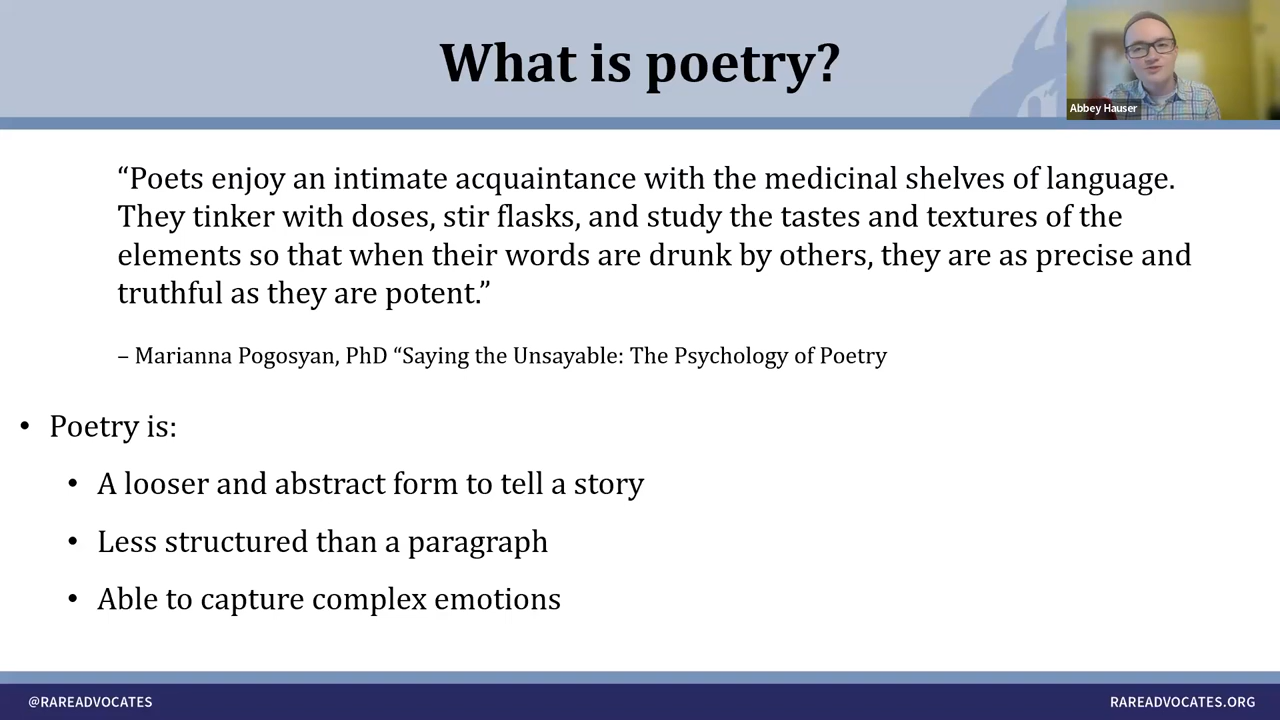 What is poetry?
Abbey Hauser
“Poets enjoy an intimate acquaintance with the medicinal shelves of language.
They tinker with doses, stir flasks, and study the tastes and textures of the
elements so that when their words are drunk by others, they are as precise and
truthful as they are potent.”
– Marianna Pogosyan, PhD “Saying the Unsayable: The Psychology of Poetry
• Poetry is:
• A looser and abstract form to tell a story
• Less structured than a paragraph
• Able to capture complex emotions
@RAREADVOCATES
RAREADVOCATES.ORG